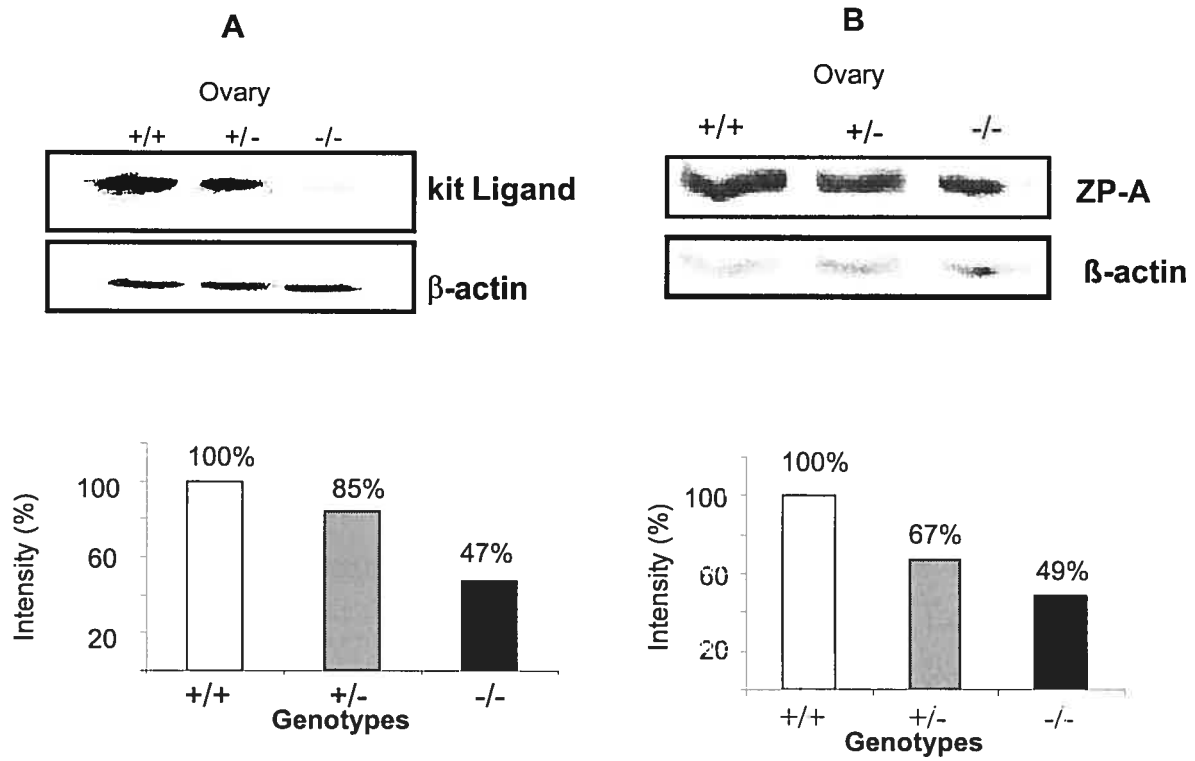 A
Ovary
+/+ +/- -/-
kit Ligand
β-actin
100%
85%
47%
100
60
20
Intensity (%)
+/+ +/- -/-
Genotypes
B
Ovary
+/+ +/- -/-
ZP-A
ß-actin
100%
67%
49%
100
60
20
Intensity (%)
+/+ +/- -/-
Genotypes